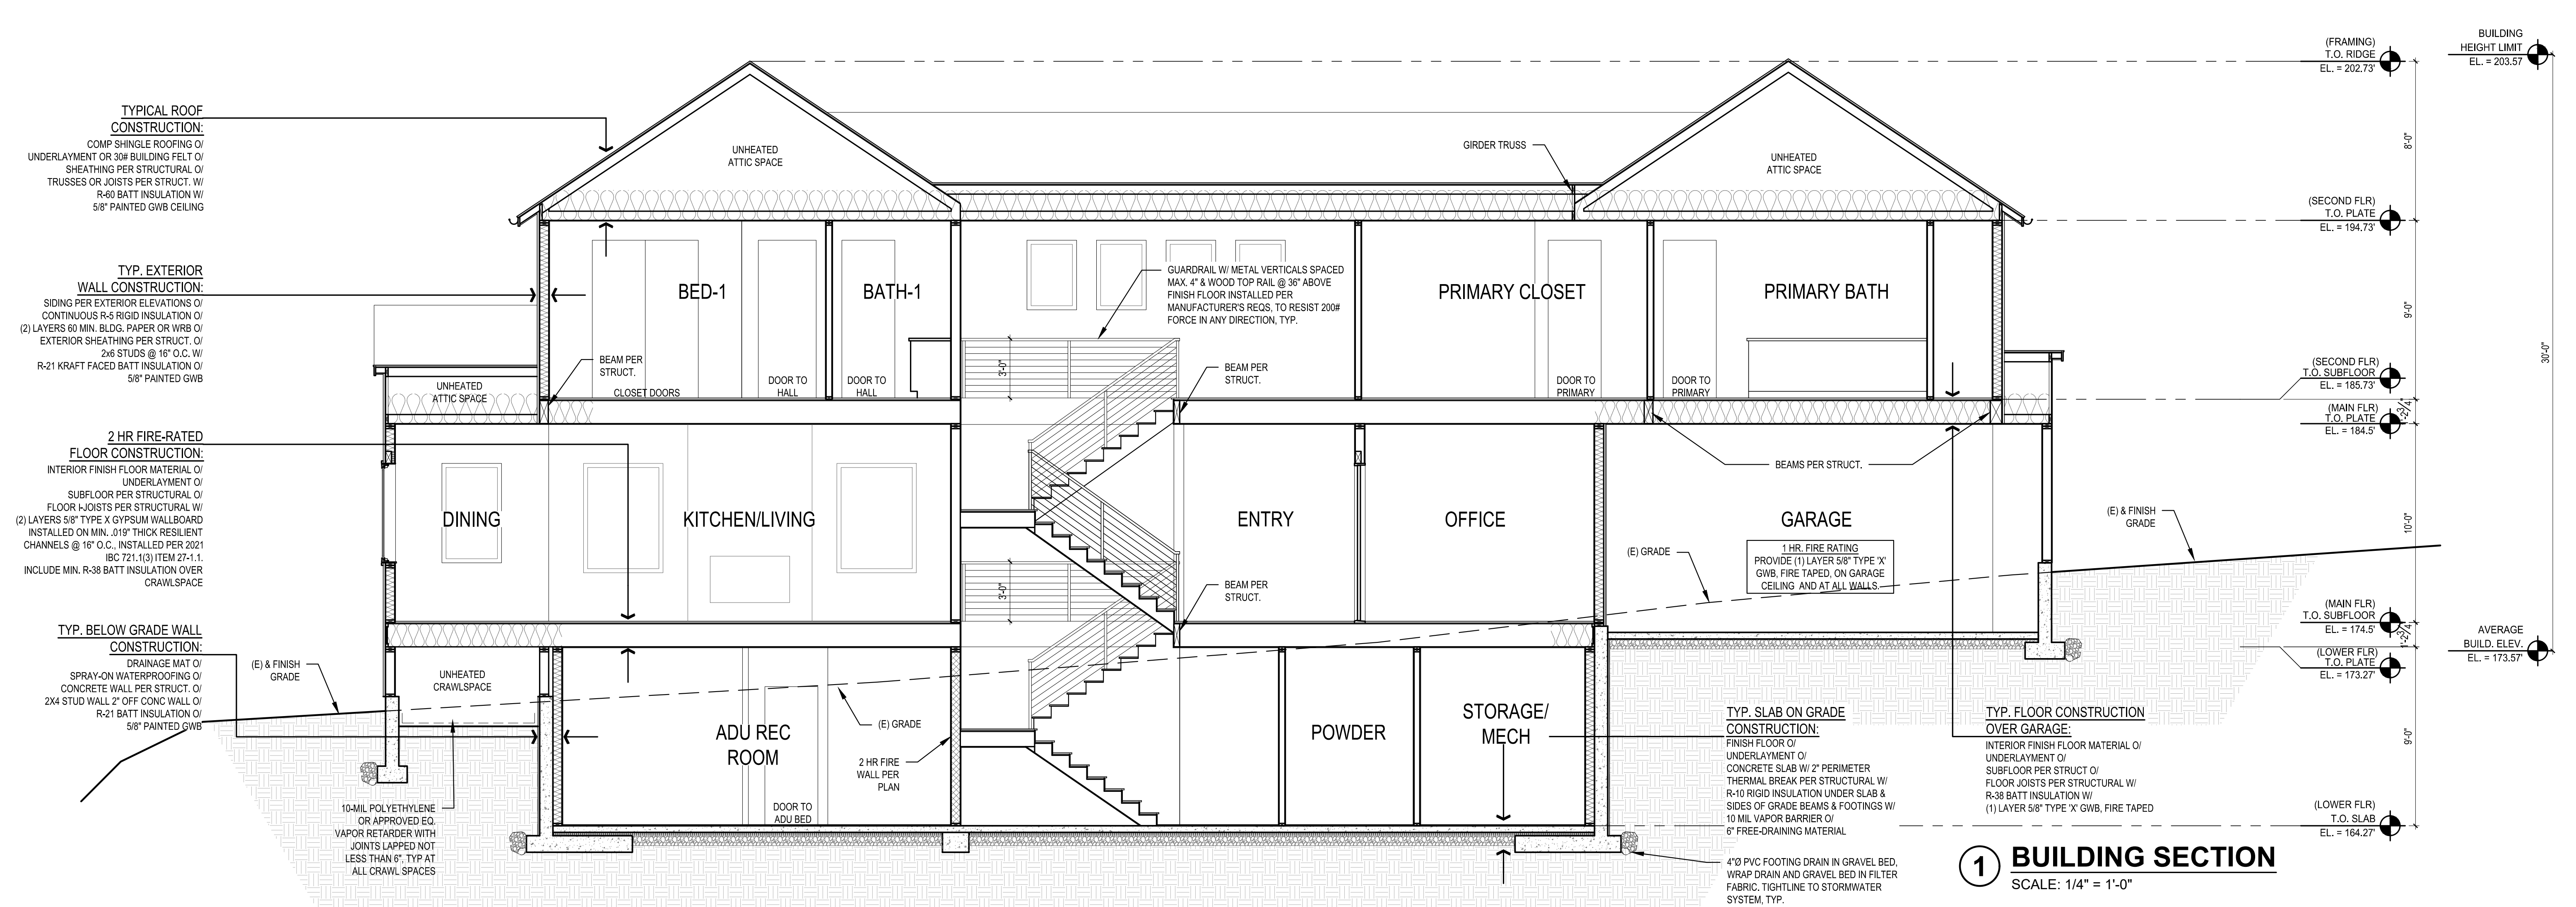 TYPICAL ROOF
CONSTRUCTION:
COMP SHINGLE ROOFING O/
UNDERLAYMENT OR 30# BUILDING FELT O/
SHEATHING PER STRUCTURAL O/
TRUSSES OR JOISTS PER STRUCT. W/
R-60 BATT INSULATION W/
5/8" PAINTED GWB CEILING
TYP. EXTERIOR
WALL CONSTRUCTION:
SIDING PER EXTERIOR ELEVATIONS O/
CONTINUOUS R-5 RIGID INSULATION O/
(2) LAYERS 60 MIN. BLDG. PAPER OR WRB O/
EXTERIOR SHEATHING PER STRUCT. O/
2x6 STUDS @ 16" O.C. W/
R-21 KRAFT FACED BATT INSULATION O/
5/8" PAINTED GWB
2 HR FIRE-RATED
FLOOR CONSTRUCTION:
INTERIOR FINISH FLOOR MATERIAL O/
UNDERLAYMENT O/
SUBFLOOR PER STRUCTURAL O/
FLOOR I-JOISTS PER STRUCTURAL W/
(2) LAYERS 5/8" TYPE X GYPSUM WALLBOARD
INSTALLED ON MIN. .019" THICK RESILIENT
CHANNELS @ 16" O.C., INSTALLED PER 2021
IBC 721.1(3) ITEM 27-1.1.
INCLUDE MIN. R-38 BATT INSULATION OVER
CRAWLSPACE
TYP. BELOW GRADE WALL
CONSTRUCTION:
DRAINAGE MAT O/
SPRAY-ON WATERPROOFING O/
CONCRETE WALL PER STRUCT. O/
2X4 STUD WALL 2" OFF CONC WALL O/
R-21 BATT INSULATION O/
5/8" PAINTED GWB
(E) & FINISH
GRADE
10-MIL POLYETHYLENE
OR APPROVED EQ.
VAPOR RETARDER WITH
JOINTS LAPPED NOT
LESS THAN 6", TYP AT
ALL CRAWL SPACES
UNHEATED
ATTIC SPACE
GIRDER TRUSS
UNHEATED
ATTIC SPACE
BED-1
BATH-1
GUARDRAIL W/ METAL VERTICALS SPACED
MAX. 4" & WOOD TOP RAIL @ 36" ABOVE
FINISH FLOOR INSTALLED PER
MANUFACTURER'S REQS, TO RESIST 200#
FORCE IN ANY DIRECTION, TYP.
PRIMARY CLOSET
PRIMARY BATH
UNHEATED
ATTIC SPACE
BEAM PER
STRUCT.
CLOSET DOORS
DOOR TO
HALL
DOOR TO
HALL
3'-0"
BEAM PER
STRUCT.
DOOR TO
PRIMARY
DOOR TO
PRIMARY
BEAMS PER STRUCT.
DINING
KITCHEN/LIVING
ENTRY
OFFICE
GARAGE
1 HR. FIRE RATING
PROVIDE (1) LAYER 5/8" TYPE 'X'
GWB, FIRE TAPED, ON GARAGE
CEILING AND AT ALL WALLS.
(E) GRADE
(E) & FINISH
GRADE
3'-0"
BEAM PER
STRUCT.
UNHEATED
CRAWLSPACE
ADU REC
ROOM
(E) GRADE
2 HR FIRE
WALL PER
PLAN
DOOR TO
ADU BED
POWDER
STORAGE/
MECH
TYP. SLAB ON GRADE
CONSTRUCTION:
FINISH FLOOR O/
UNDERLAYMENT O/
CONCRETE SLAB W/ 2" PERIMETER
THERMAL BREAK PER STRUCTURAL W/
R-10 RIGID INSULATION UNDER SLAB &
SIDES OF GRADE BEAMS & FOOTINGS W/
10 MIL VAPOR BARRIER O/
6" FREE-DRAINING MATERIAL
4"Ø PVC FOOTING DRAIN IN GRAVEL BED,
WRAP DRAIN AND GRAVEL BED IN FILTER
FABRIC. TIGHTLINE TO STORMWATER
SYSTEM, TYP.
TYP. FLOOR CONSTRUCTION
OVER GARAGE:
INTERIOR FINISH FLOOR MATERIAL O/
UNDERLAYMENT O/
SUBFLOOR PER STRUCT O/
FLOOR JOISTS PER STRUCTURAL W/
R-38 BATT INSULATION W/
(1) LAYER 5/8" TYPE 'X' GWB, FIRE TAPED
(FRAMING)
T.O. RIDGE
EL. = 202.73'
8'-0"
(SECOND FLR)
T.O. PLATE
EL. = 194.73'
9'-0"
(SECOND FLR)
T.O. SUBFLOOR
EL. = 185.73'
1'-2 3/4"
(MAIN FLR)
T.O. PLATE
EL. = 184.5'
10'-0"
(MAIN FLR)
T.O. SUBFLOOR
EL. = 174.5'
1'-2 3/4"
(LOWER FLR)
T.O. PLATE
EL. = 173.27'
9'-0"
(LOWER FLR)
T.O. SLAB
EL. = 164.27'
BUILDING
HEIGHT LIMIT
EL. = 203.57
30'-0"
AVERAGE
BUILD. ELEV.
EL. = 173.57'
1 BUILDING SECTION
SCALE: 1/4" = 1'-0"